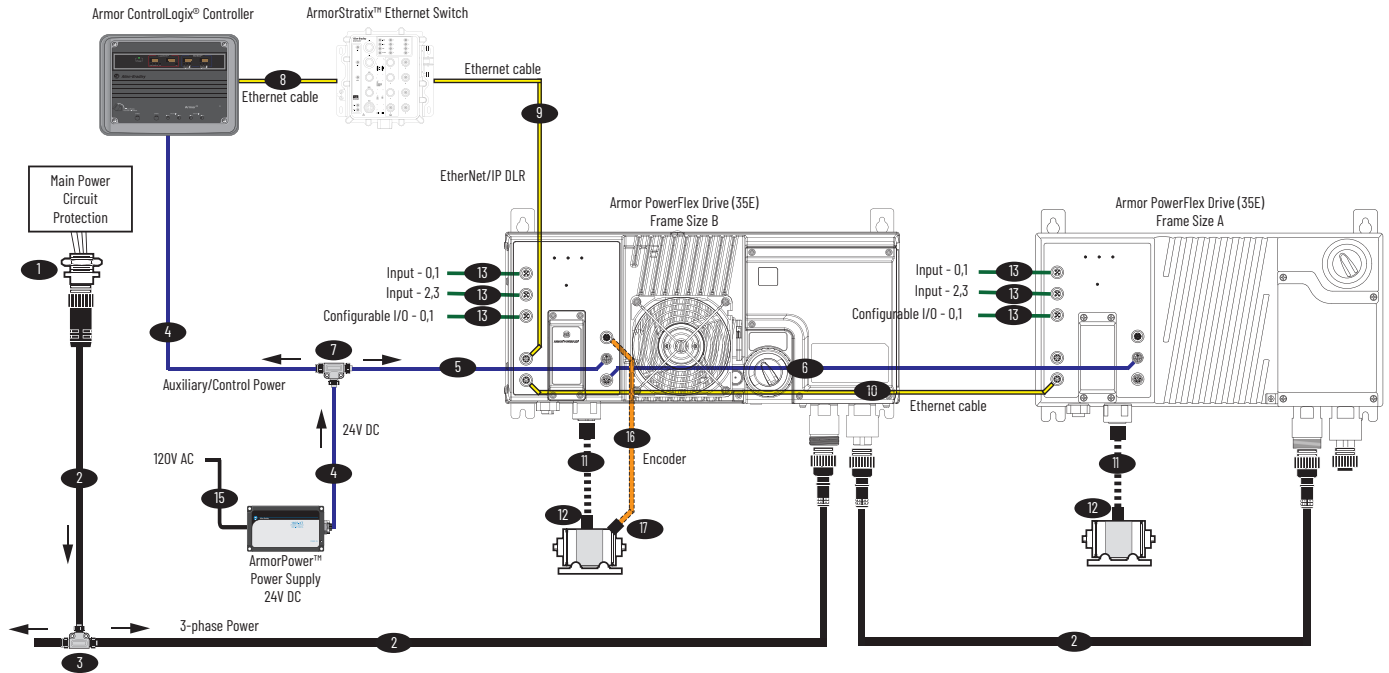 Armor ControlLogix® Controller
ArmorStratix™ Ethernet Switch
8
Ethernet cable
Ethernet cable
9
EtherNet/IP DLR
Main Power
Circuit
Protection
1
Armor PowerFlex Drive (35E)
Frame Size B
Armor PowerFlex Drive (35E)
Frame Size A
Input - 0,1
13
Input - 2,3
13
Configurable I/O - 0,1
13
Input - 0,1
13
Input - 2,3
13
Configurable I/O - 0,1
13
4
7
5
6
Auxiliary/Control Power
10
Ethernet cable
24V DC
16
Encoder
120V AC
4
11
11
2
15
12
17
12
ArmorPower™
Power Supply
24V DC
3-phase Power
2
2
3